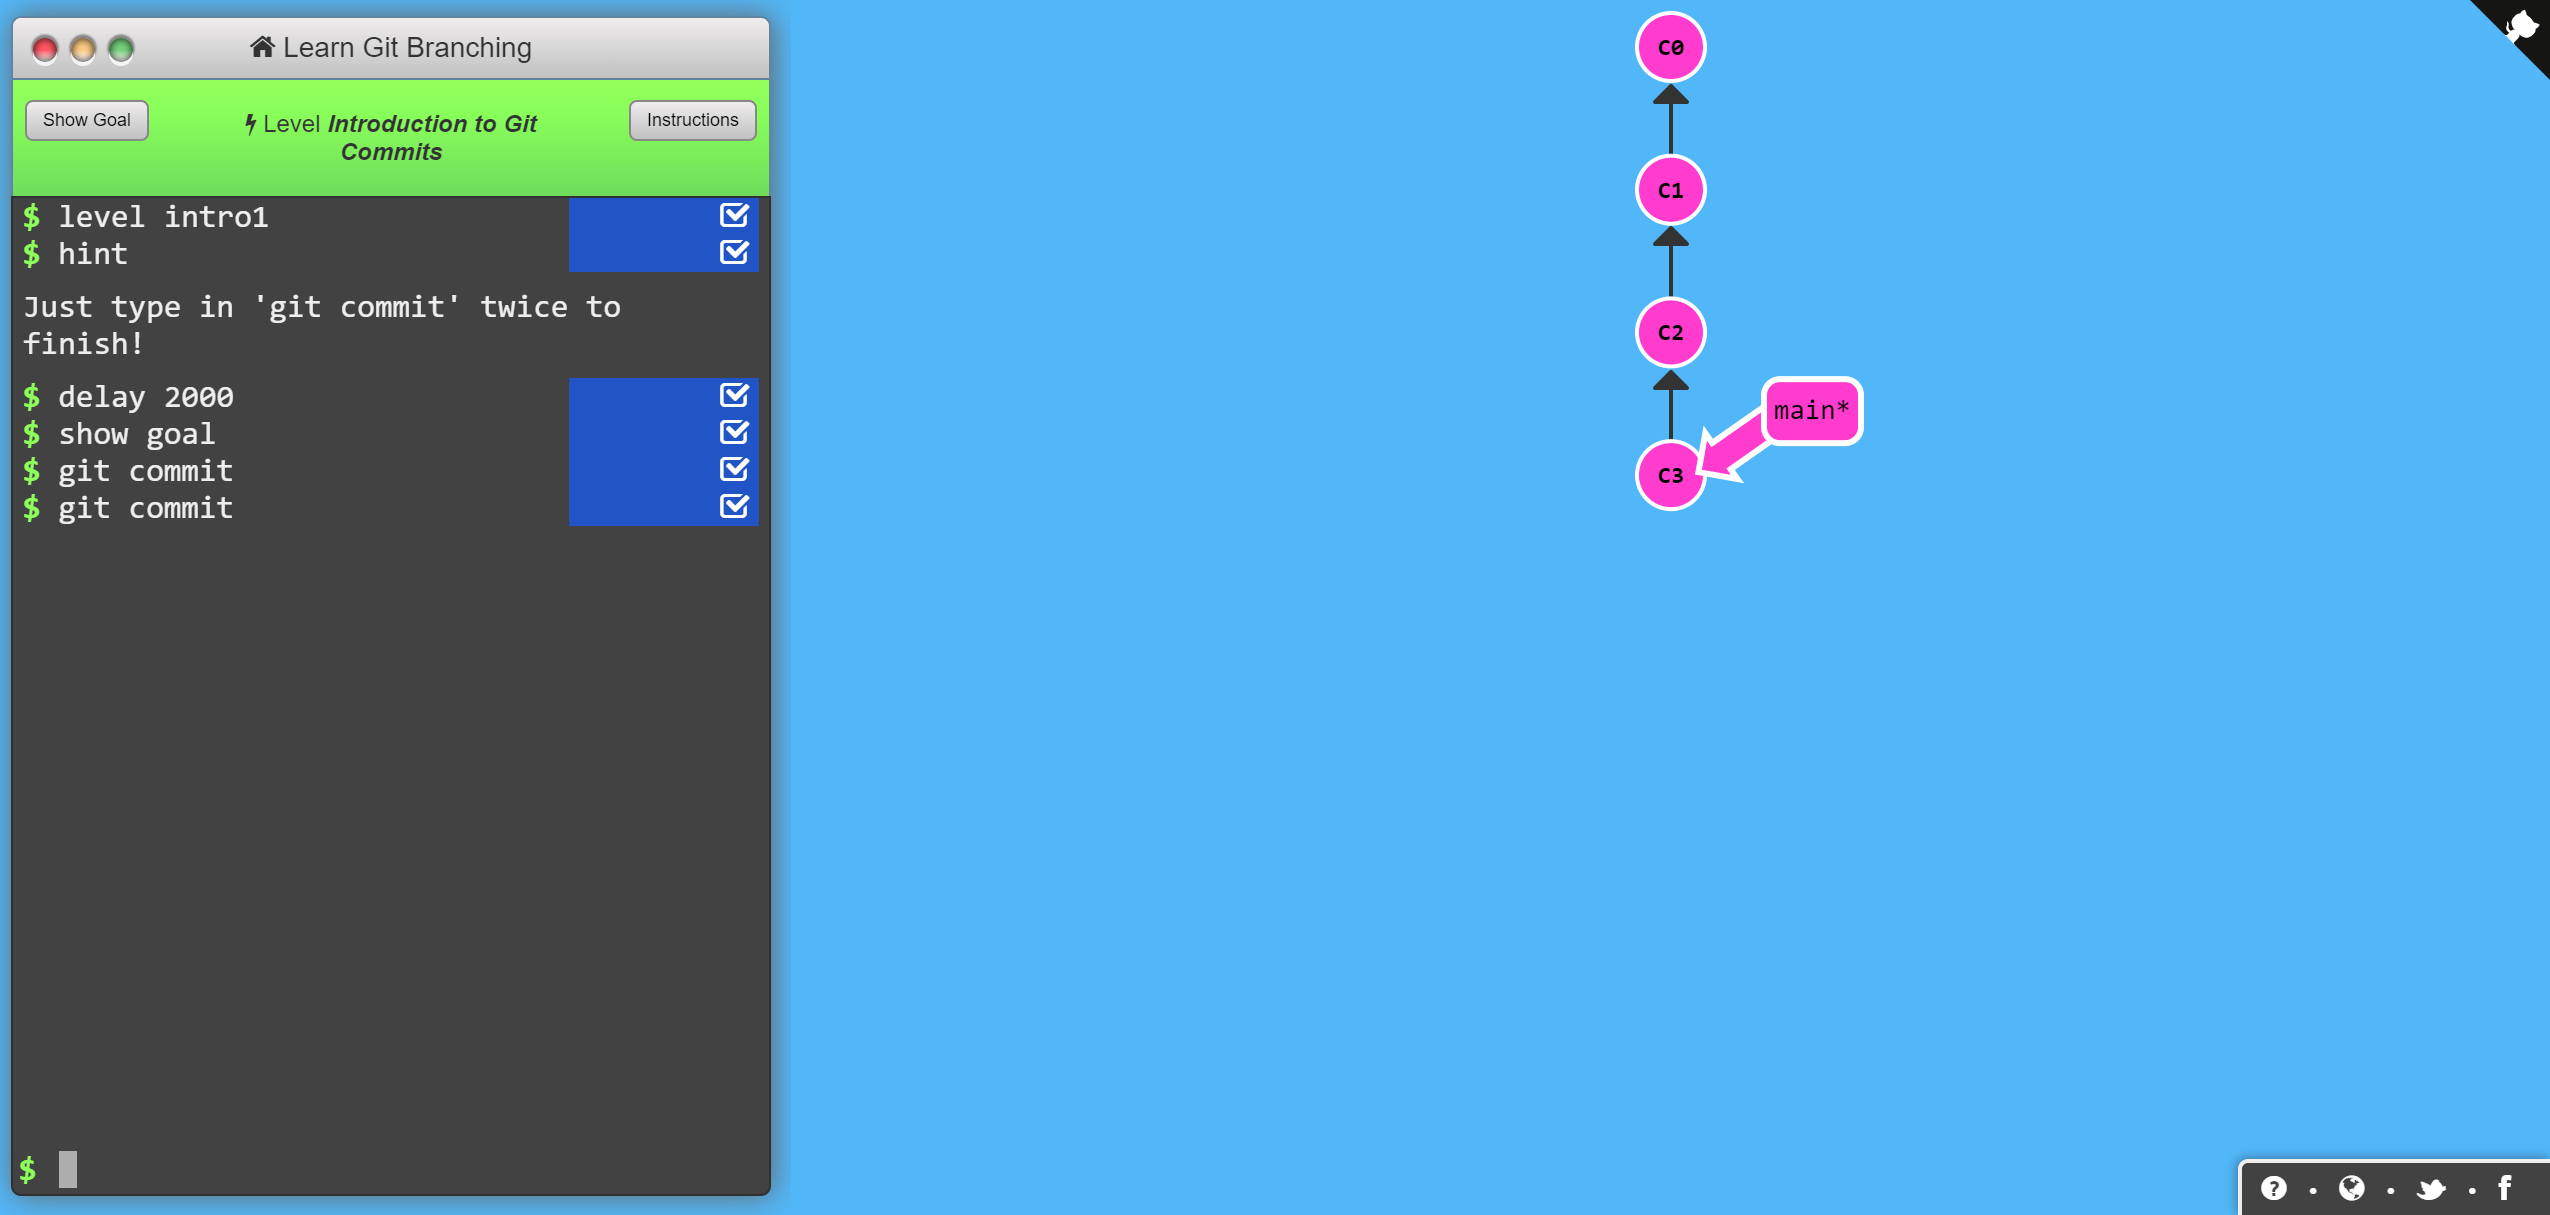 Learn Git Branching
Show Goal
Level Introduction to Git
Commits
Instructions
$ level intro1
$ hint
Just type in 'git commit' twice to
finish!
$ delay 2000
$ show goal
$ git commit
$ git commit
$
C0
C1
C2
main*
C3